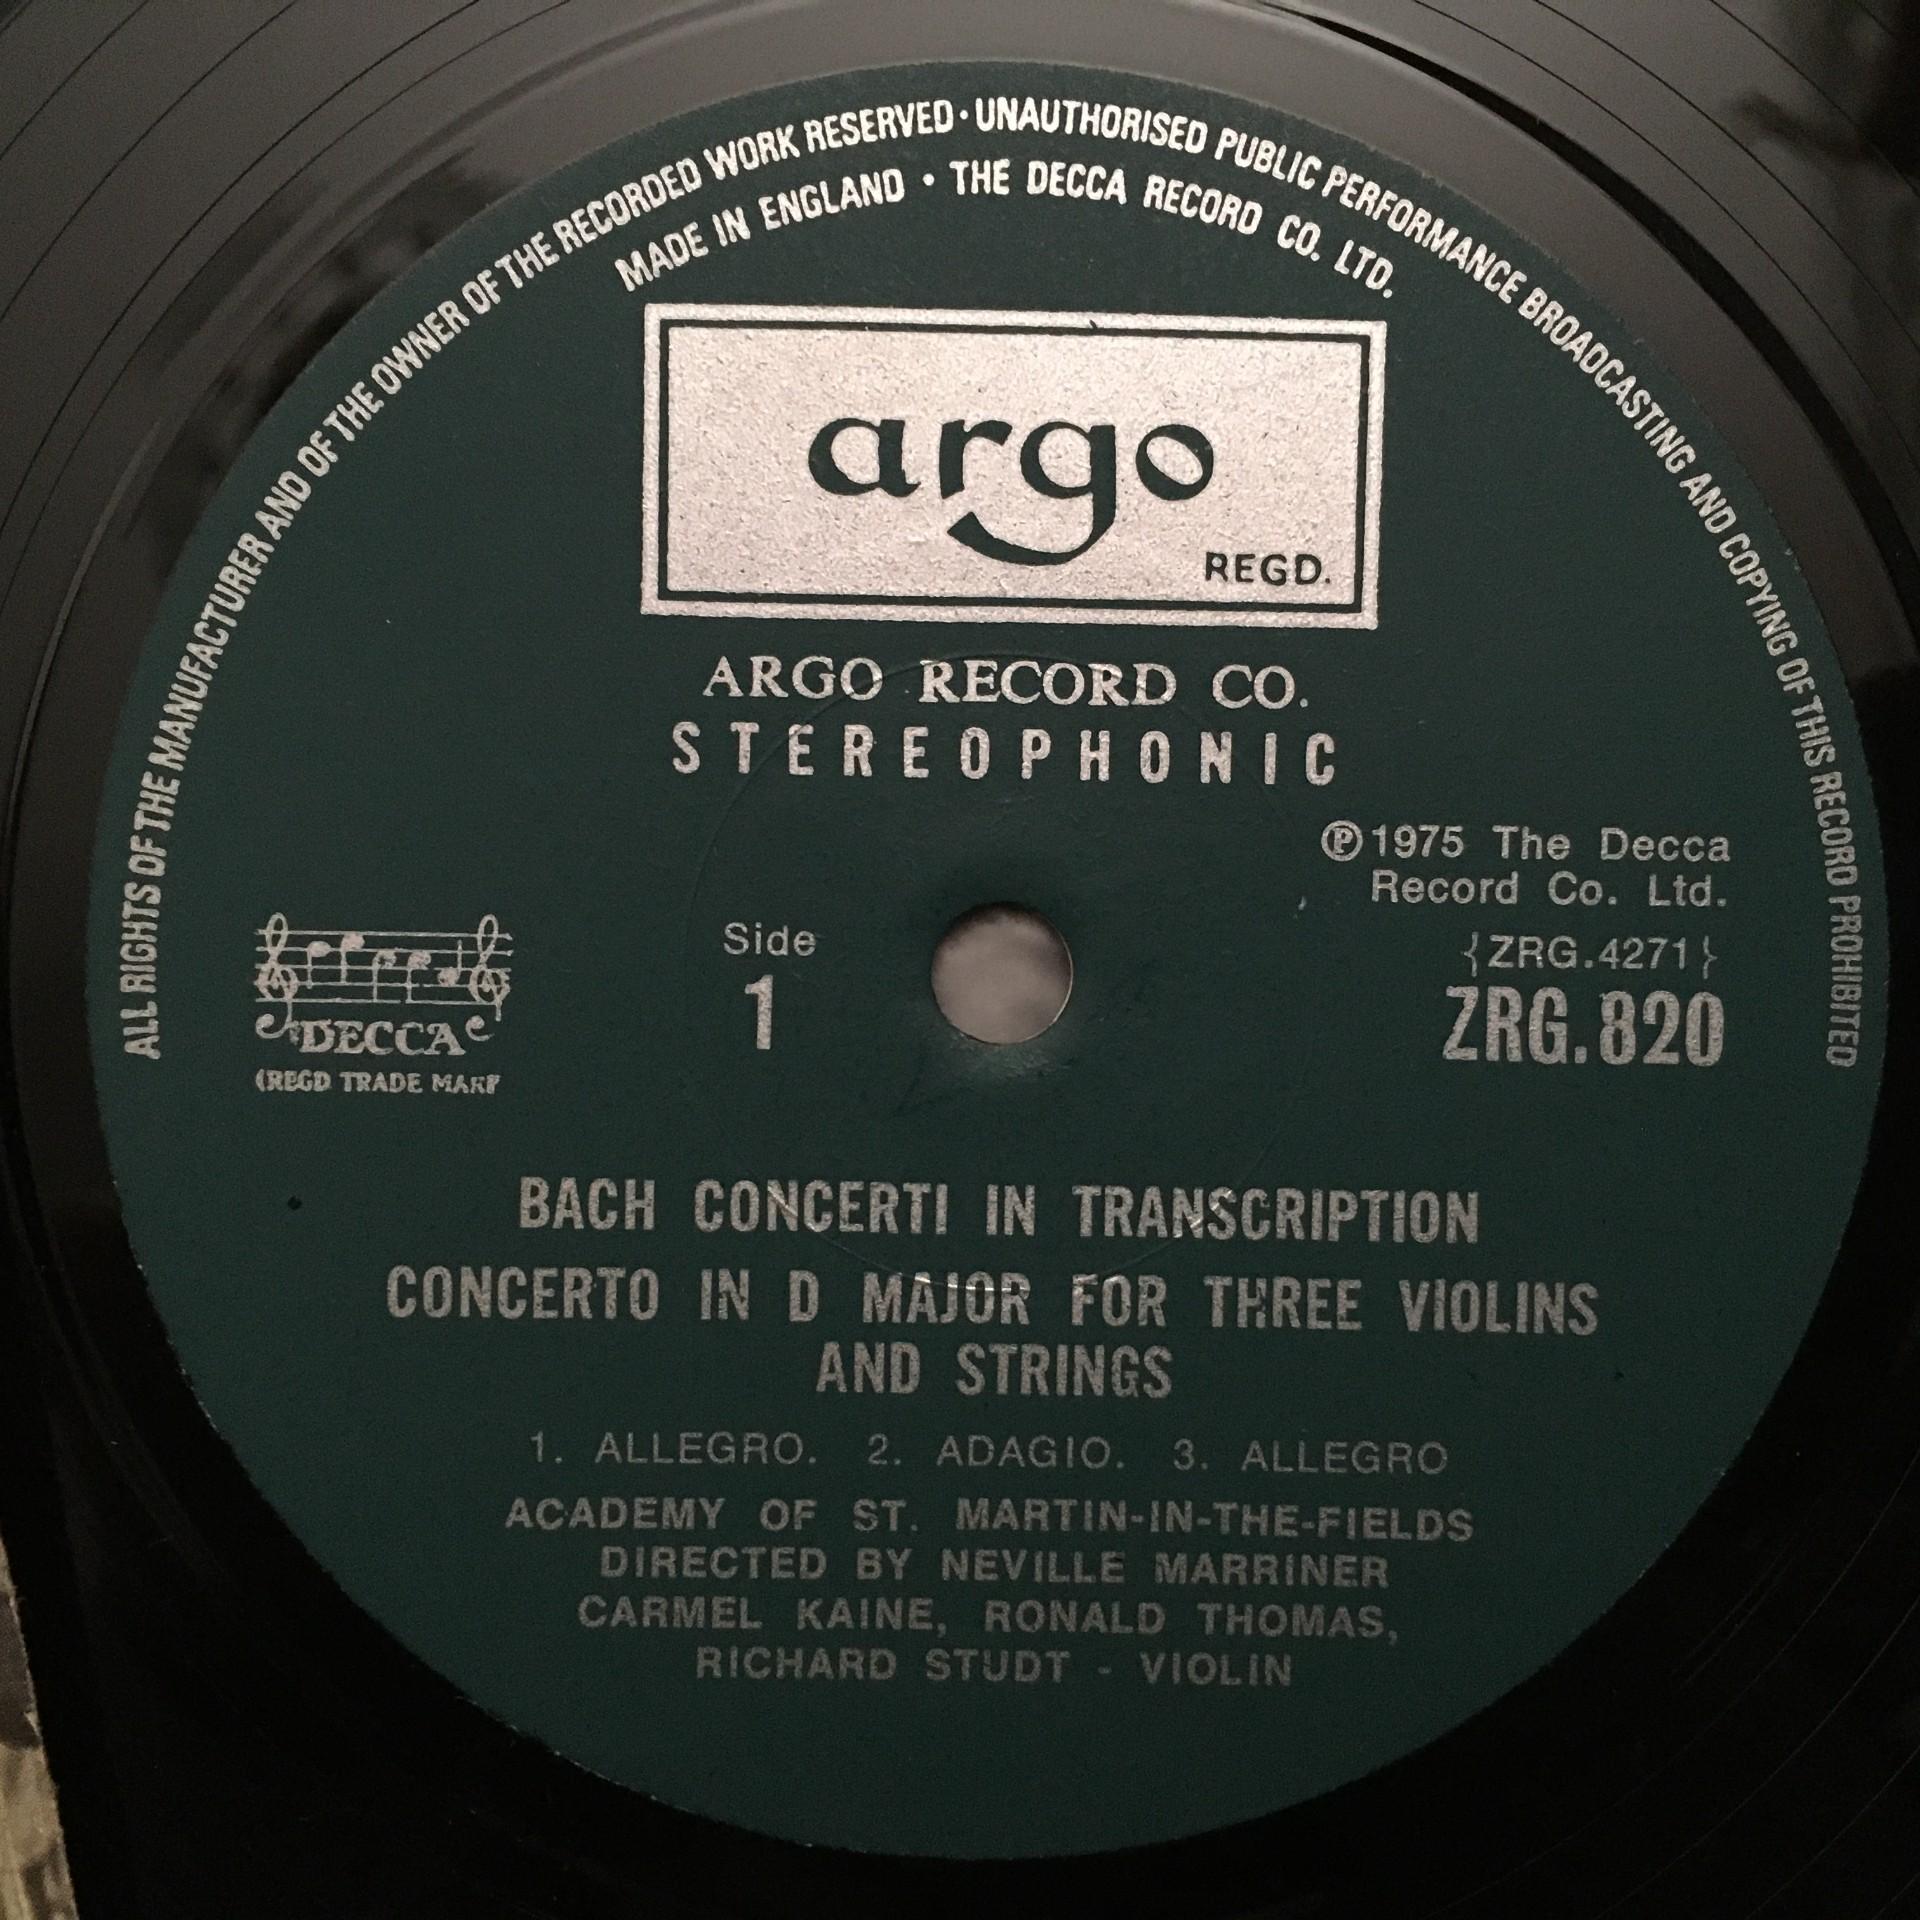 ALL RIGHTS OF THE MANUFACTURER AND OF THE OWNER OF THE RECORDED WORK RESERVED · UNAUTHORISED PUBLIC PERFORMANCE BROADCASTING AND COPYING OF THIS RECORD PROHIBITED
MADE IN ENGLAND · THE DECCA RECORD CO. LTD.
argo
REGD.
ARGO RECORD CO.
STEREOPHONIC
℗1975 The Decca
Record Co. Ltd.
{ZRG.4271}
ZRG.820
Side
1
DECCA
(REGD TRADE MARK
BACH CONCERTI IN TRANSCRIPTION
CONCERTO IN D MAJOR FOR THREE VIOLINS
AND STRINGS
1. ALLEGRO. 2. ADAGIO. 3. ALLEGRO
ACADEMY OF ST. MARTIN-IN-THE-FIELDS
DIRECTED BY NEVILLE MARRINER
CARMEL KAINE, RONALD THOMAS,
RICHARD STUDT - VIOLIN